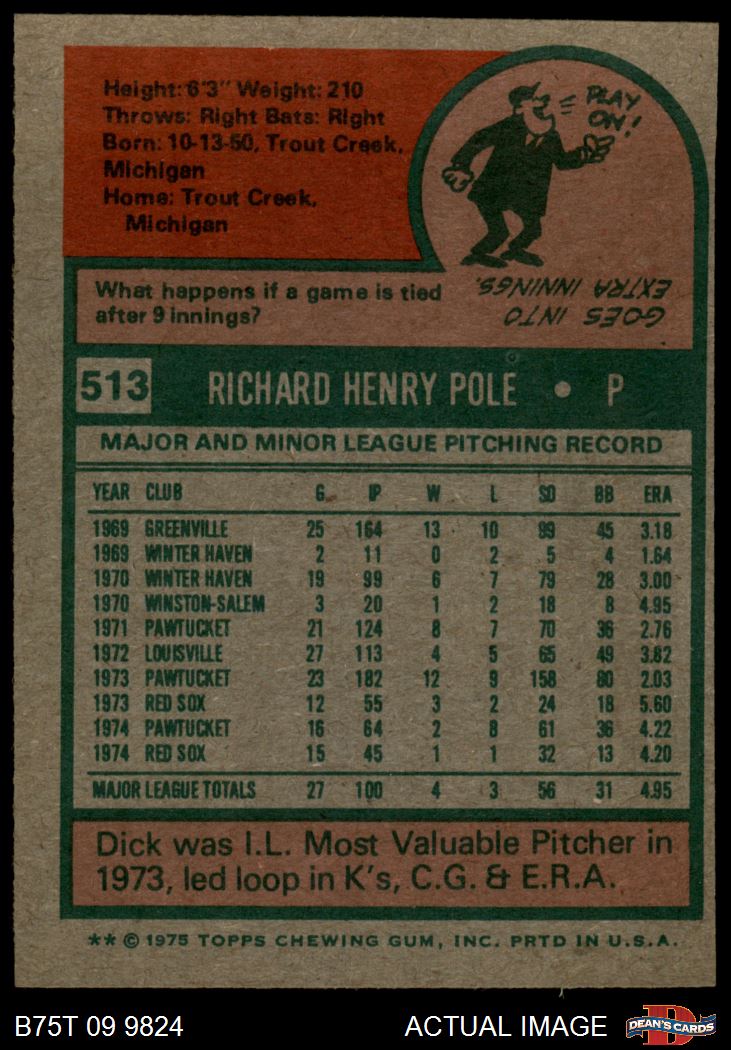 Height: 6'3" Weight: 210
Throws: Right Bats: Right
Born: 10-13-50, Trout Creek,
Michigan
Home: Trout Creek,
Michigan
PLAY
ON!
What happens if a game is tied
after 9 innings?
GOES INTO
EXTRA INNINGS.
513 RICHARD HENRY POLE • P
MAJOR AND MINOR LEAGUE PITCHING RECORD
YEAR CLUB G IP W L SO BB ERA
1969 GREENVILLE 25 164 13 10 99 45 3.18
1969 WINTER HAVEN 2 11 0 2 5 4 1.64
1970 WINTER HAVEN 19 99 6 7 79 28 3.00
1970 WINSTON-SALEM 3 20 1 2 18 8 4.95
1971 PAWTUCKET 21 124 8 7 70 36 2.76
1972 LOUISVILLE 27 113 4 5 65 49 3.82
1973 PAWTUCKET 23 182 12 9 158 80 2.03
1973 RED SOX 12 55 3 2 24 18 5.60
1974 PAWTUCKET 16 64 2 8 61 36 4.22
1974 RED SOX 15 45 1 1 32 13 4.20
MAJOR LEAGUE TOTALS 27 100 4 3 56 31 4.95
Dick was I.L. Most Valuable Pitcher in
1973, led loop in K's, C.G. & E.R.A.
** © 1975 TOPPS CHEWING GUM, INC. PRTD IN U.S.A.
B75T 09 9824 ACTUAL IMAGE DEAN'S CARDS